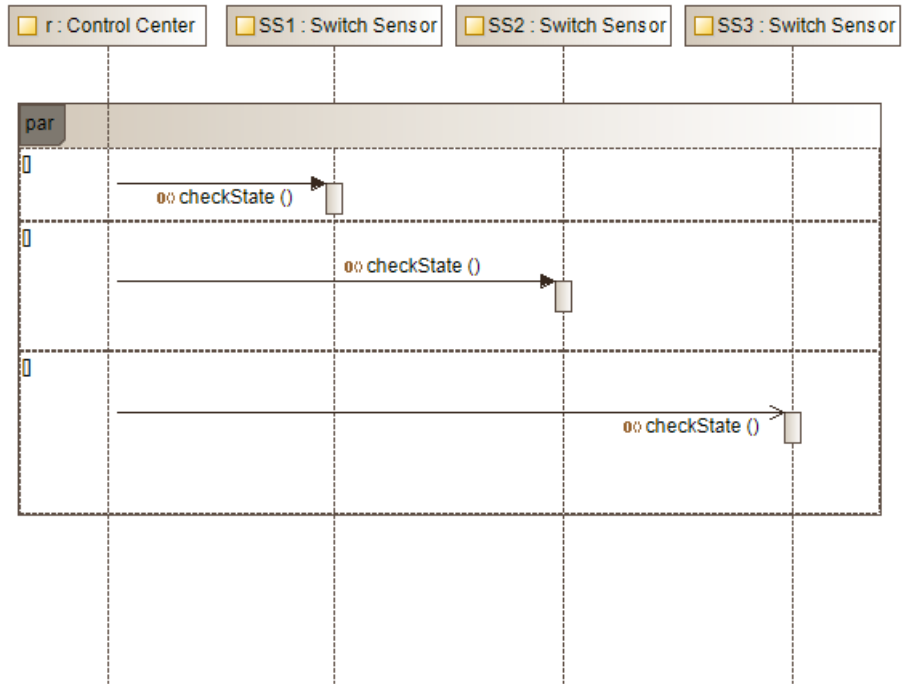 r : Control Center
SS1 : Switch Sensor
SS2 : Switch Sensor
SS3 : Switch Sensor
par
[]
checkState ()
[]
checkState ()
[]
checkState ()